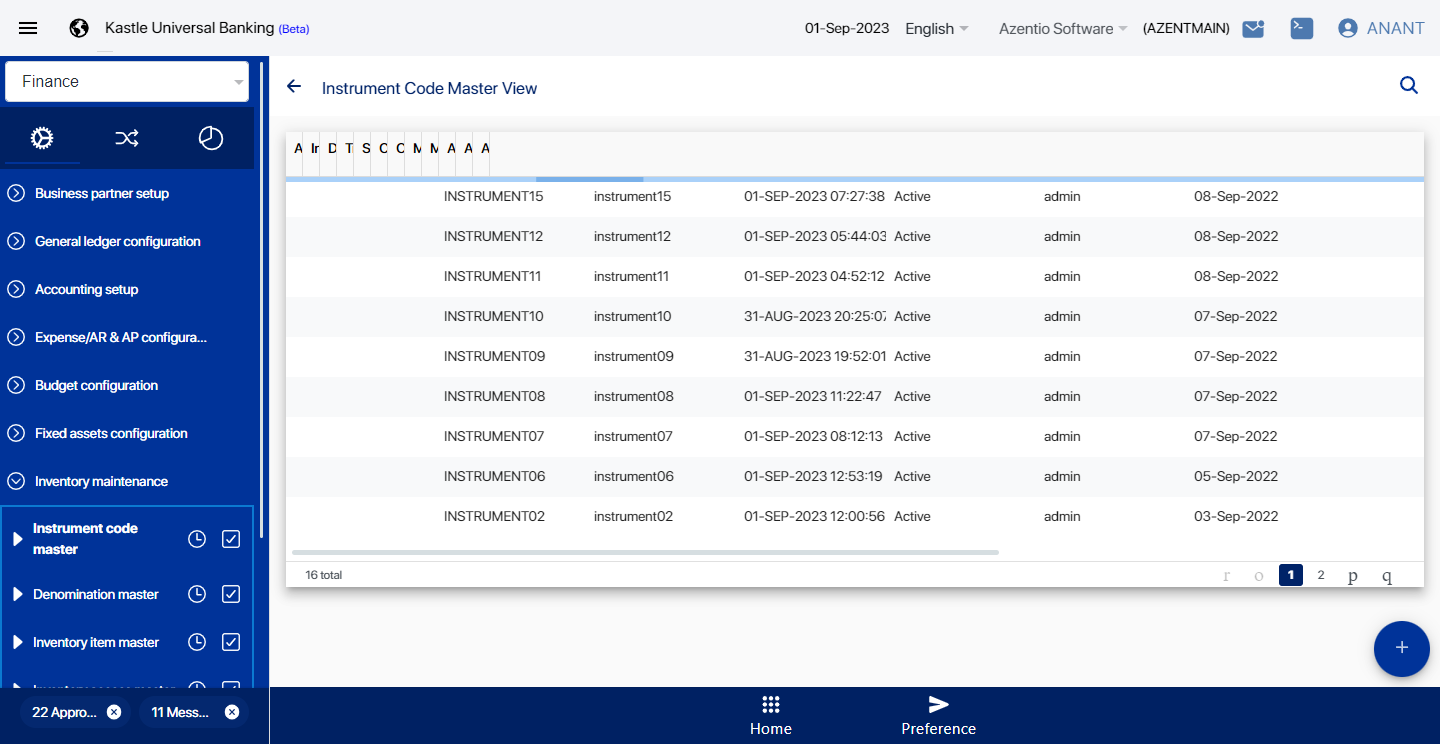 Kastle Universal Banking (Beta) 01-Sep-2023 English Azentio Software (AZENTMAIN) ANANT
Finance
Instrument Code Master View
Business partner setup
General ledger configuration
Accounting setup
Expense/AR & AP configura...
Budget configuration
Fixed assets configuration
Inventory maintenance
Instrument code
master
Denomination master
Inventory item master
22 Appro... 11 Mess...
A In D T S C C M M A A A
INSTRUMENT15 instrument15 01-SEP-2023 07:27:38 Active admin 08-Sep-2022
INSTRUMENT12 instrument12 01-SEP-2023 05:44:03 Active admin 08-Sep-2022
INSTRUMENT11 instrument11 01-SEP-2023 04:52:12 Active admin 08-Sep-2022
INSTRUMENT10 instrument10 31-AUG-2023 20:25:07 Active admin 07-Sep-2022
INSTRUMENT09 instrument09 31-AUG-2023 19:52:01 Active admin 07-Sep-2022
INSTRUMENT08 instrument08 01-SEP-2023 11:22:47 Active admin 07-Sep-2022
INSTRUMENT07 instrument07 01-SEP-2023 08:12:13 Active admin 07-Sep-2022
INSTRUMENT06 instrument06 01-SEP-2023 12:53:19 Active admin 05-Sep-2022
INSTRUMENT02 instrument02 01-SEP-2023 12:00:56 Active admin 03-Sep-2022
16 total r o 1 2 p q
Home Preference